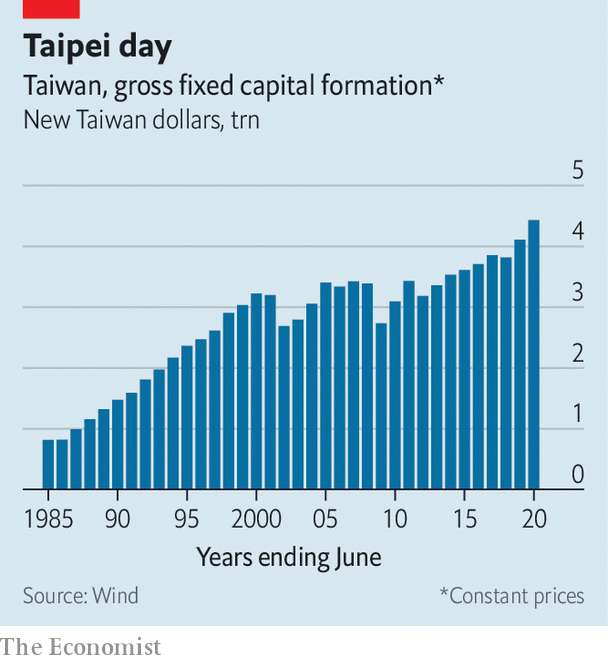 Taipei day
Taiwan, gross fixed capital formation*
New Taiwan dollars, trn
5
4
3
2
1
0
1985 90 95 2000 05 10 15 20
Years ending June
Source: Wind *Constant prices
The Economist